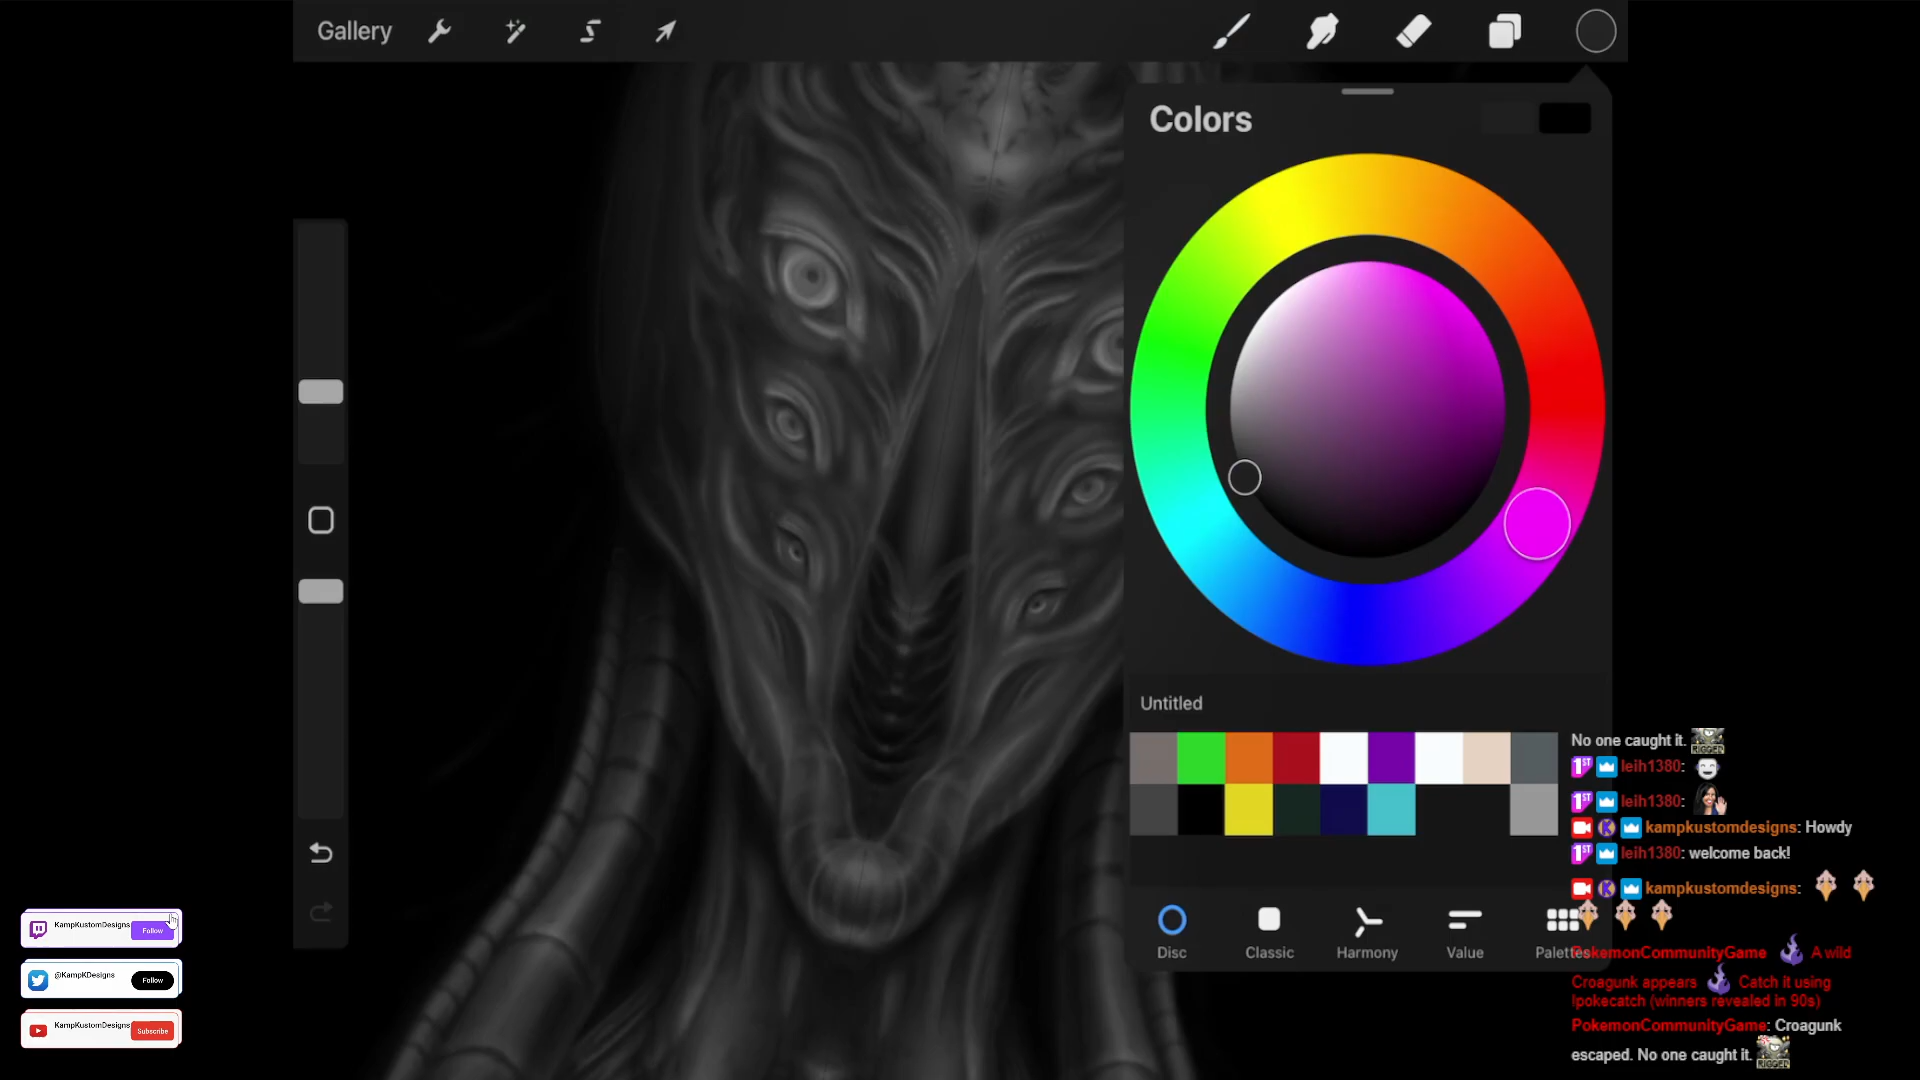 Gallery
Colors
Untitled
Disc
Classic
Harmony
Value
Palettes
No one caught it.
leih1380:
leih1380:
kampkustomdesigns: Howdy
leih1380: welcome back!
kampkustomdesigns:
PokemonCommunityGame A wild
Croagunk appears Catch it using
!pokecatch (winners revealed in 90s)
PokemonCommunityGame: Croagunk
escaped. No one caught it.
KampKustomDesigns Follow
@KampKDesigns Follow
KampKustomDesigns Subscribe